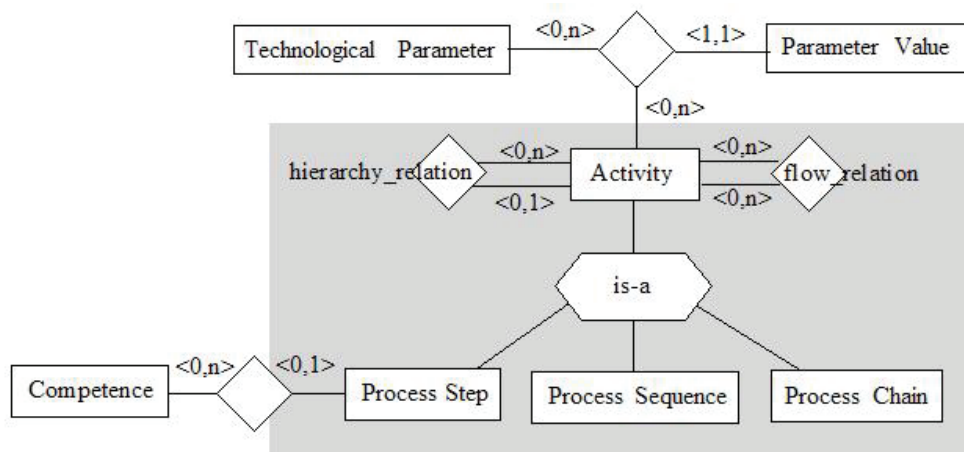 <0,n>
<1,1>
Technological Parameter
Parameter Value
<0,n>
<0,n>
<0,n>
hierarchy_relation
Activity
flow_relation
<0,1>
<0,n>
is-a
<0,n>
<0,1>
Competence
Process Step
Process Sequence
Process Chain